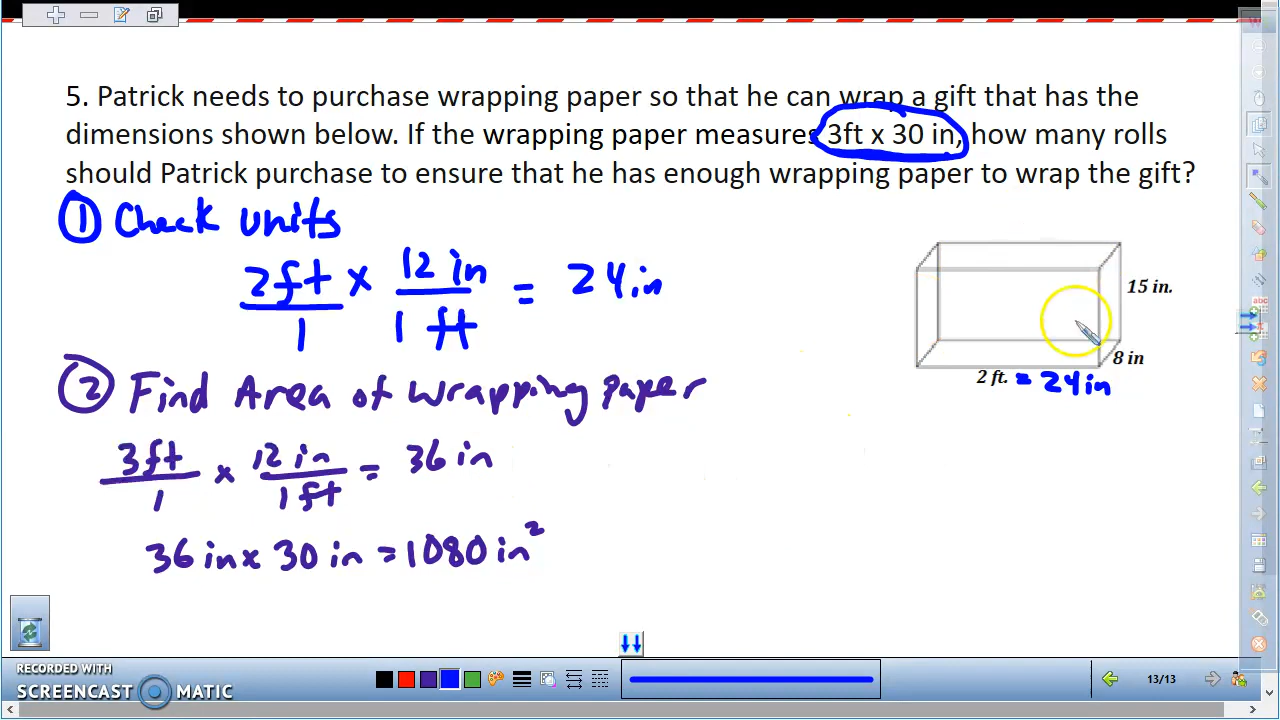 5. Patrick needs to purchase wrapping paper so that he can wrap a gift that has the
dimensions shown below. If the wrapping paper measures 3ft x 30 in, how many rolls
should Patrick purchase to ensure that he has enough wrapping paper to wrap the gift?
1 Check units
2ft/1 x 12 in/1 ft = 24in
15 in.
8 in
2 ft. = 24in
2 Find Area of wrapping paper
3ft/1 x 12 in/1 ft = 36 in
36 in x 30 in = 1080 in²
RECORDED WITH
SCREENCAST MATIC
13/13
abc